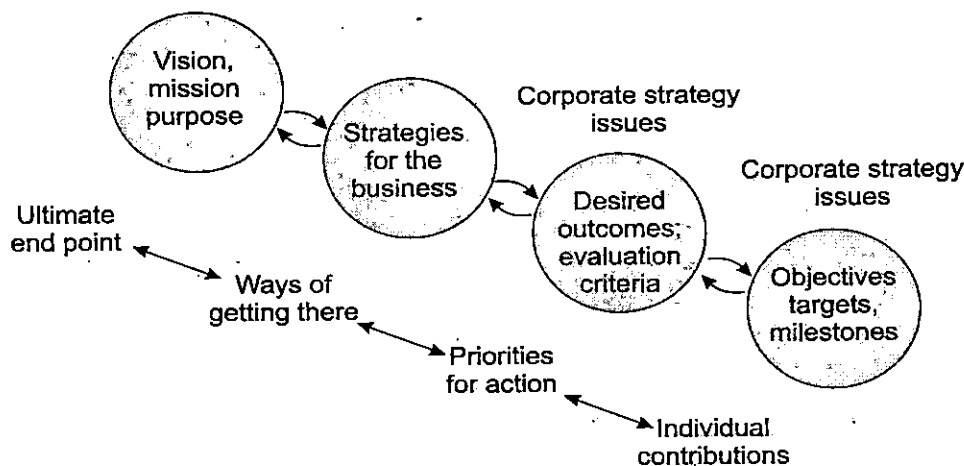 Vision,
mission
purpose
Strategies
for the
business
Corporate strategy
issues
Desired
outcomes;
evaluation
criteria
Corporate strategy
issues
Objectives
targets,
milestones
Ultimate
end point
Ways of
getting there
Priorities
for action
Individual
contributions